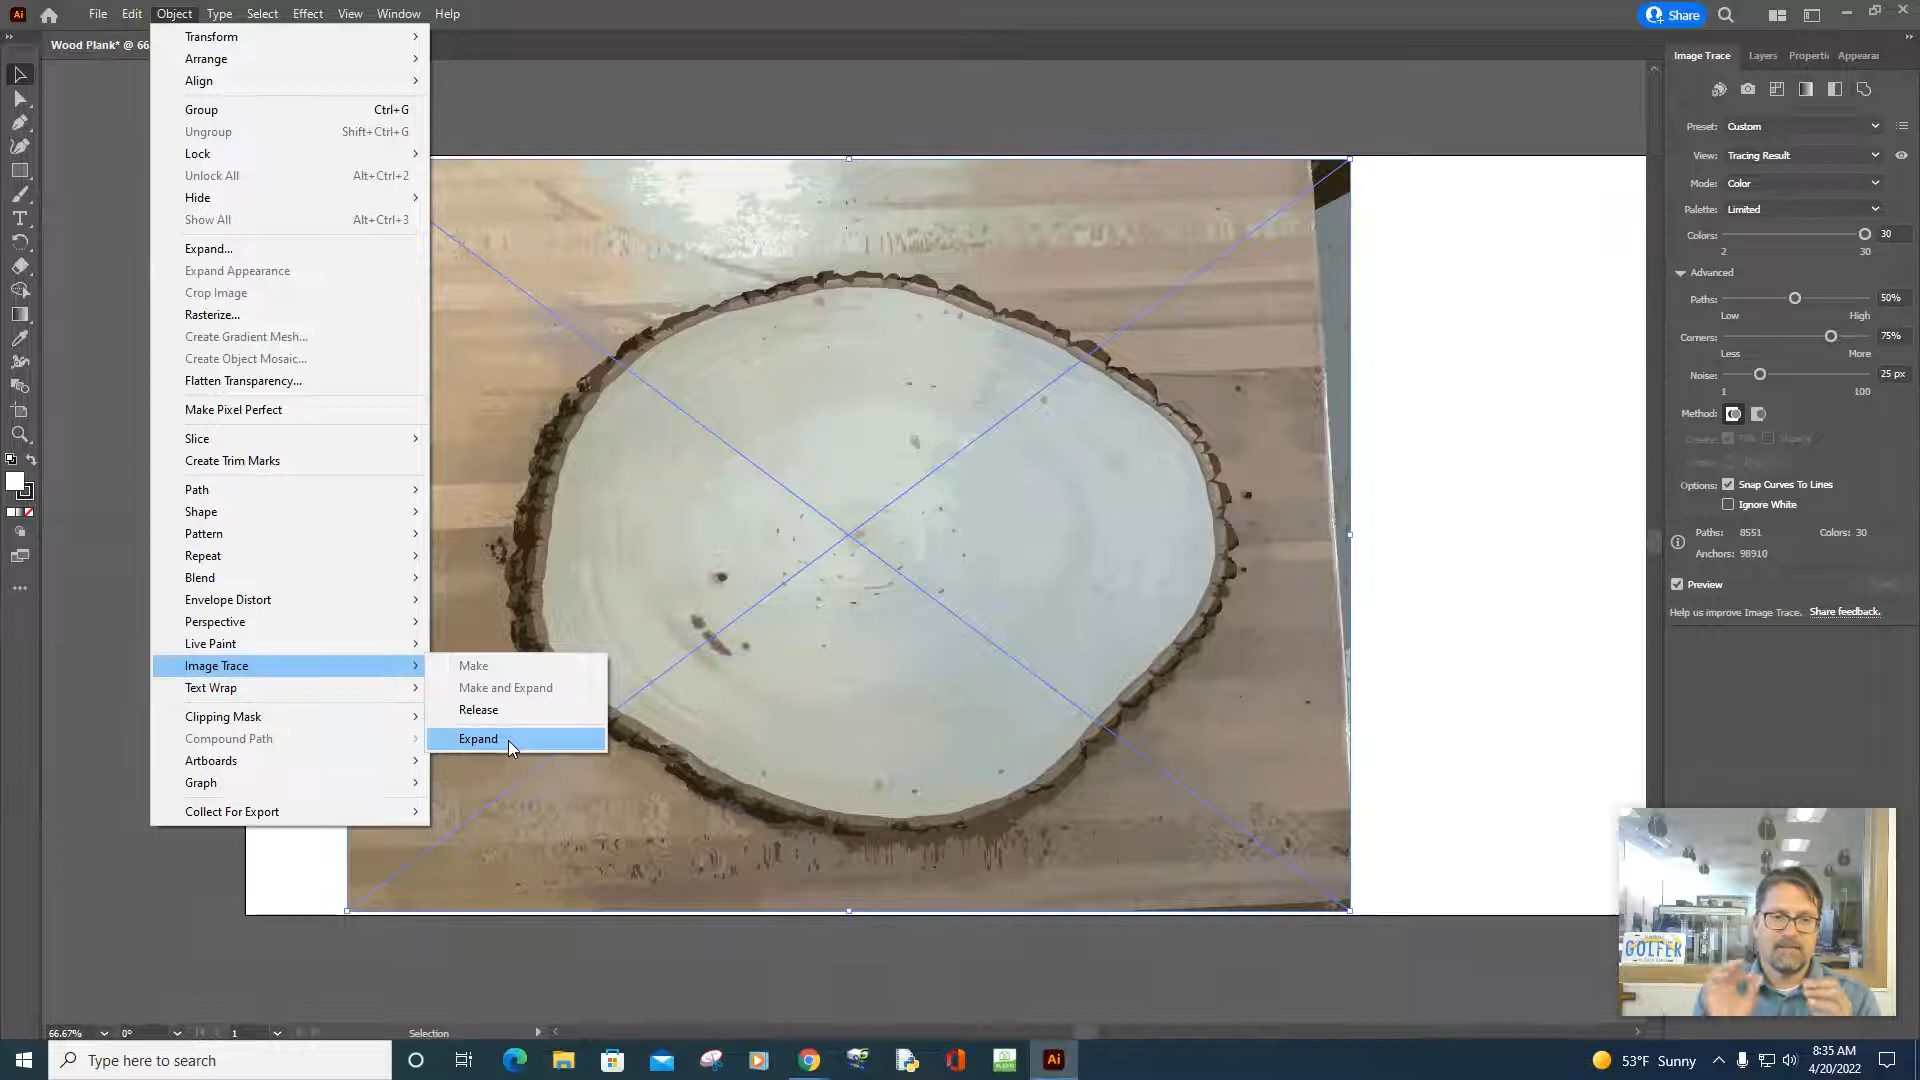 Ai File Edit Object Type Select Effect View Window Help Share
Wood Plank* @ 66
Transform
Arrange
Align
Group Ctrl+G
Ungroup Shift+Ctrl+G
Lock
Unlock All Alt+Ctrl+2
Hide
Show All Alt+Ctrl+3
Expand...
Expand Appearance
Crop Image
Rasterize...
Create Gradient Mesh...
Create Object Mosaic...
Flatten Transparency...
Make Pixel Perfect
Slice
Create Trim Marks
Path
Shape
Pattern
Repeat
Blend
Envelope Distort
Perspective
Live Paint
Image Trace
Text Wrap
Clipping Mask
Compound Path
Artboards
Graph
Collect For Export
Make
Make and Expand
Release
Expand
Image Trace Layers Properti Appearar
Preset: Custom
View: Tracing Result
Mode: Color
Palette: Limited
Colors: 30
2 30
Advanced
Paths: 50%
Low High
Corners: 75%
Less More
Noise: 25 px
1 100
Method:
Create: Fills
Options: Snap Curves To Lines
Ignore White
Paths: 8551 Colors: 30
Anchors: 98910
Preview
Help us improve Image Trace. Share feedback.
GOLFER
66.67% 0° 1 Selection
Type here to search
Ai
53°F Sunny
8:35 AM
4/20/2022